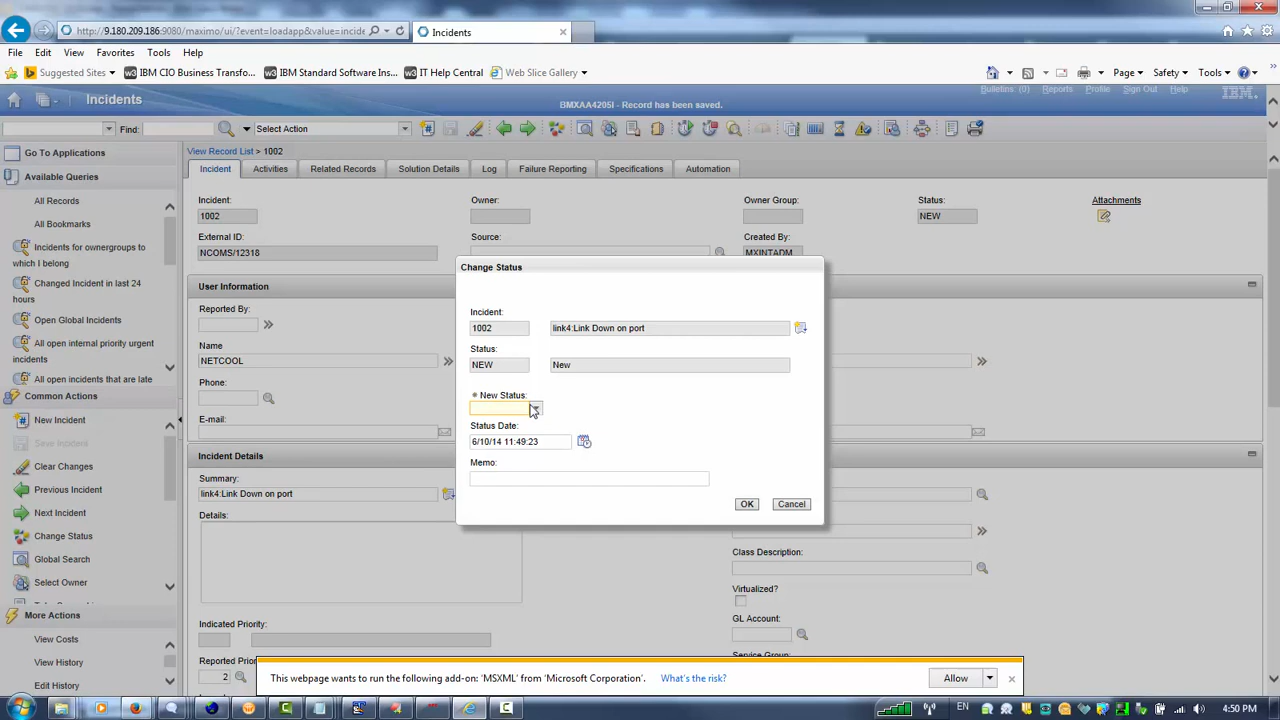 http://9.180.209.186:9080/maximo/ui/?event=loadapp&value=incide
Incidents
File Edit View Favorites Tools Help
Suggested Sites IBM CIO Business Transfo... IBM Standard Software Ins... IT Help Central Web Slice Gallery
Page Safety Tools
Incidents
BMXAA4205I - Record has been saved.
Bulletins: (0) Reports Profile Sign Out Help
IBM.
Find: Select Action
Go To Applications
Available Queries
All Records
All Bookmarks
Incidents for ownergroups to
which I belong
Changed Incident in last 24
hours
Open Global Incidents
All open internal priority urgent
incidents
All open incidents that are late
Common Actions
New Incident
Save Incident
Clear Changes
Previous Incident
Next Incident
Change Status
Global Search
Select Owner
More Actions
View Costs
View History
Edit History
View Record List > 1002
Incident Activities Related Records Solution Details Log Failure Reporting Specifications Automation
Incident: Owner: Owner Group: Status: Attachments
1002 NEW
External ID: Source: Created By:
NCOMS/12318 MXINTADM
User Information
Reported By:
Name
NETCOOL
Phone:
E-mail:
Incident Details
Summary:
link4:Link Down on port
Details:
Class Description:
Virtualized?
GL Account:
Service Group:
Indicated Priority:
Reported Prio
2
Change Status
Incident:
1002 link4:Link Down on port
Status:
NEW New
* New Status:
Status Date:
6/10/14 11:49:23
Memo:
OK Cancel
This webpage wants to run the following add-on: 'MSXML' from 'Microsoft Corporation'. What's the risk? Allow
EN 4:50 PM